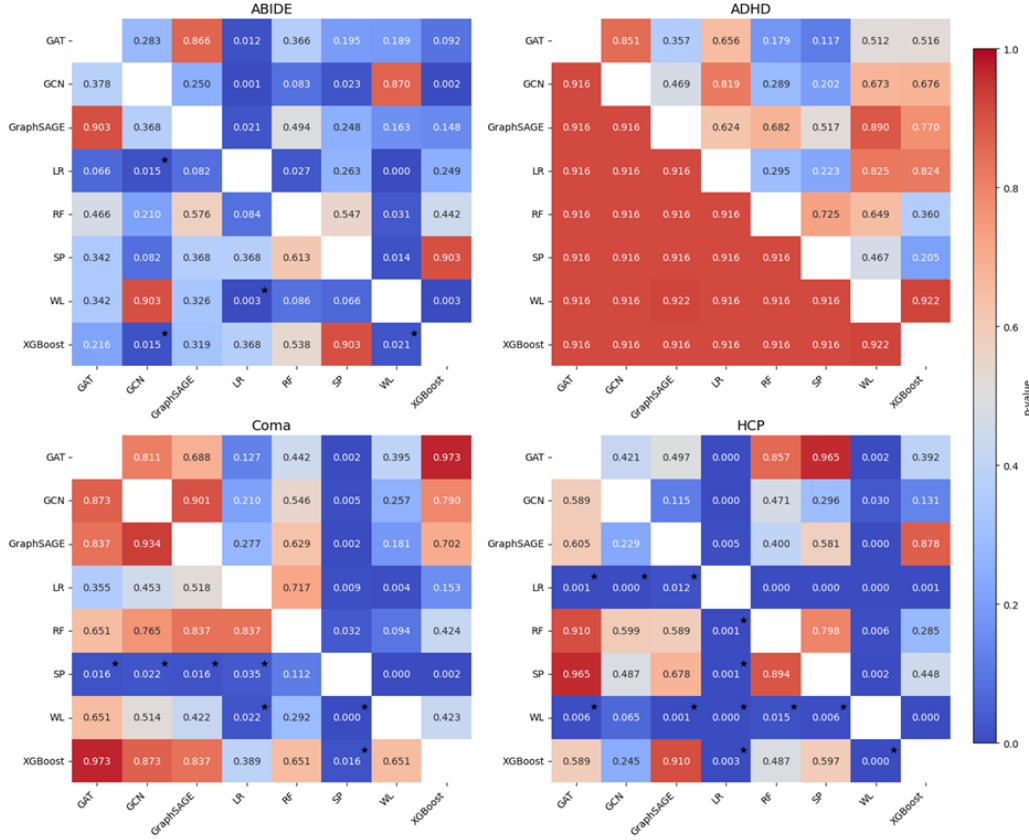 ABIDE
GAT 0.283 0.866 0.012 0.366 0.195 0.189 0.092
GCN 0.378 0.250 0.001 0.083 0.023 0.870 0.002
GraphSAGE 0.903 0.368 0.021 0.494 0.248 0.163 0.148
LR 0.066 0.015★ 0.082 0.027 0.263 0.000 0.249
RF 0.466 0.210 0.576 0.084 0.547 0.031 0.442
SP 0.342 0.082 0.368 0.368 0.613 0.014 0.903
WL 0.342 0.903 0.326 0.003★ 0.086 0.066 0.003
XGBoost 0.216 0.015★ 0.319 0.368 0.538 0.903 0.021★
GAT GCN GraphSAGE LR RF SP WL XGBoost
ADHD
GAT 0.851 0.357 0.656 0.179 0.117 0.512 0.516
GCN 0.916 0.469 0.819 0.289 0.202 0.673 0.676
GraphSAGE 0.916 0.916 0.624 0.682 0.517 0.890 0.770
LR 0.916 0.916 0.916 0.295 0.223 0.825 0.824
RF 0.916 0.916 0.916 0.916 0.725 0.649 0.360
SP 0.916 0.916 0.916 0.916 0.916 0.467 0.205
WL 0.916 0.916 0.922 0.916 0.916 0.916 0.922
XGBoost 0.916 0.916 0.916 0.916 0.916 0.916 0.922
GAT GCN GraphSAGE LR RF SP WL XGBoost
Coma
GAT 0.811 0.688 0.127 0.442 0.002 0.395 0.973
GCN 0.873 0.901 0.210 0.546 0.005 0.257 0.790
GraphSAGE 0.837 0.934 0.277 0.629 0.002 0.181 0.702
LR 0.355 0.453 0.518 0.717 0.009 0.004 0.153
RF 0.651 0.765 0.837 0.837 0.032 0.094 0.424
SP 0.016★ 0.022★ 0.016★ 0.035★ 0.112 0.000 0.002
WL 0.651 0.514 0.422 0.022★ 0.292 0.000★ 0.423
XGBoost 0.973 0.873 0.837 0.389 0.651 0.016★ 0.651
GAT GCN GraphSAGE LR RF SP WL XGBoost
HCP
GAT 0.421 0.497 0.000 0.857 0.965 0.002 0.392
GCN 0.589 0.115 0.000 0.471 0.296 0.030 0.131
GraphSAGE 0.605 0.229 0.005 0.400 0.581 0.000 0.878
LR 0.001★ 0.000★ 0.012★ 0.000 0.000 0.000 0.001
RF 0.910 0.599 0.589 0.001★ 0.798 0.006 0.285
SP 0.965 0.487 0.678 0.001★ 0.894 0.002 0.448
WL 0.006★ 0.065 0.001★ 0.000★ 0.015★ 0.006★ 0.000
XGBoost 0.589 0.245 0.910 0.003★ 0.487 0.597 0.000★
GAT GCN GraphSAGE LR RF SP WL XGBoost
1.0
0.8
0.6
0.4
0.2
0.0
p-value